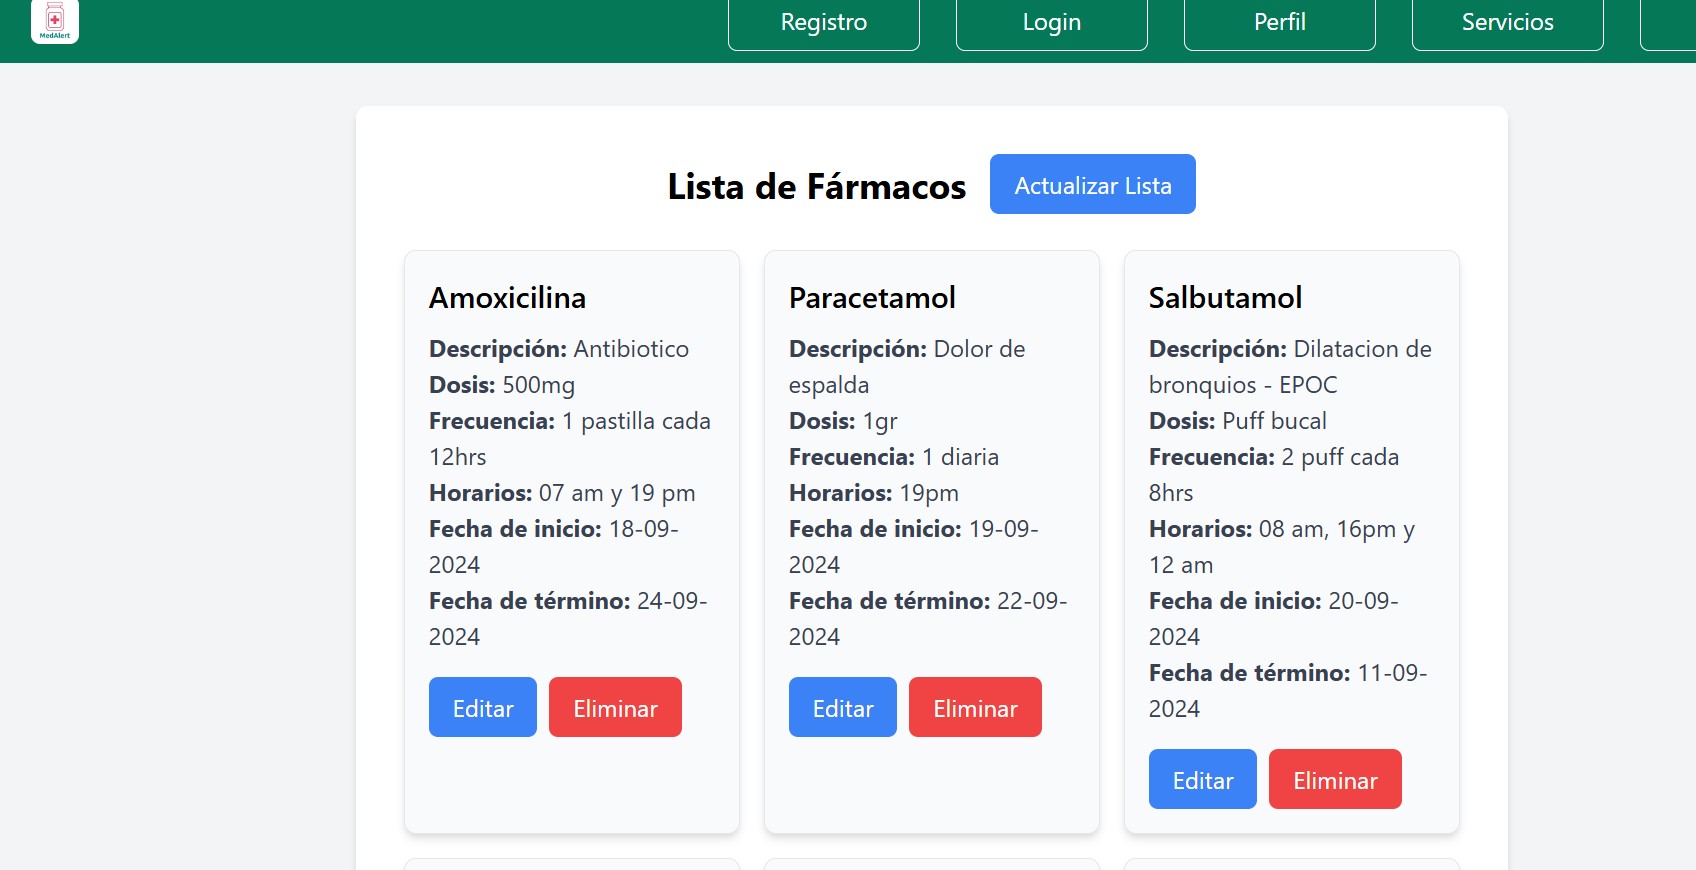 MedAlert
Registro
Login
Perfil
Servicios
Lista de Fármacos
Actualizar Lista
Amoxicilina
Descripción: Antibiotico
Dosis: 500mg
Frecuencia: 1 pastilla cada
12hrs
Horarios: 07 am y 19 pm
Fecha de inicio: 18-09-
2024
Fecha de término: 24-09-
2024
Editar
Eliminar
Paracetamol
Descripción: Dolor de
espalda
Dosis: 1gr
Frecuencia: 1 diaria
Horarios: 19pm
Fecha de inicio: 19-09-
2024
Fecha de término: 22-09-
2024
Editar
Eliminar
Salbutamol
Descripción: Dilatacion de
bronquios - EPOC
Dosis: Puff bucal
Frecuencia: 2 puff cada
8hrs
Horarios: 08 am, 16pm y
12 am
Fecha de inicio: 20-09-
2024
Fecha de término: 11-09-
2024
Editar
Eliminar